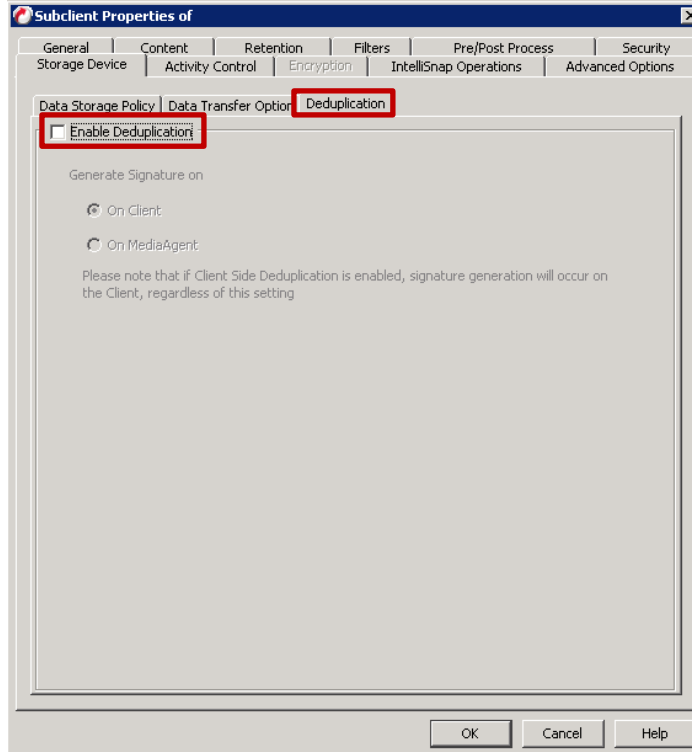 Subclient Properties of
General Content Retention Filters Pre/Post Process Security
Storage Device Activity Control Encryption IntelliSnap Operations Advanced Options
Data Storage Policy Data Transfer Option Deduplication
Enable Deduplication
Generate Signature on
On Client
On MediaAgent
Please note that if Client Side Deduplication is enabled, signature generation will occur on
the Client, regardless of this setting
OK Cancel Help